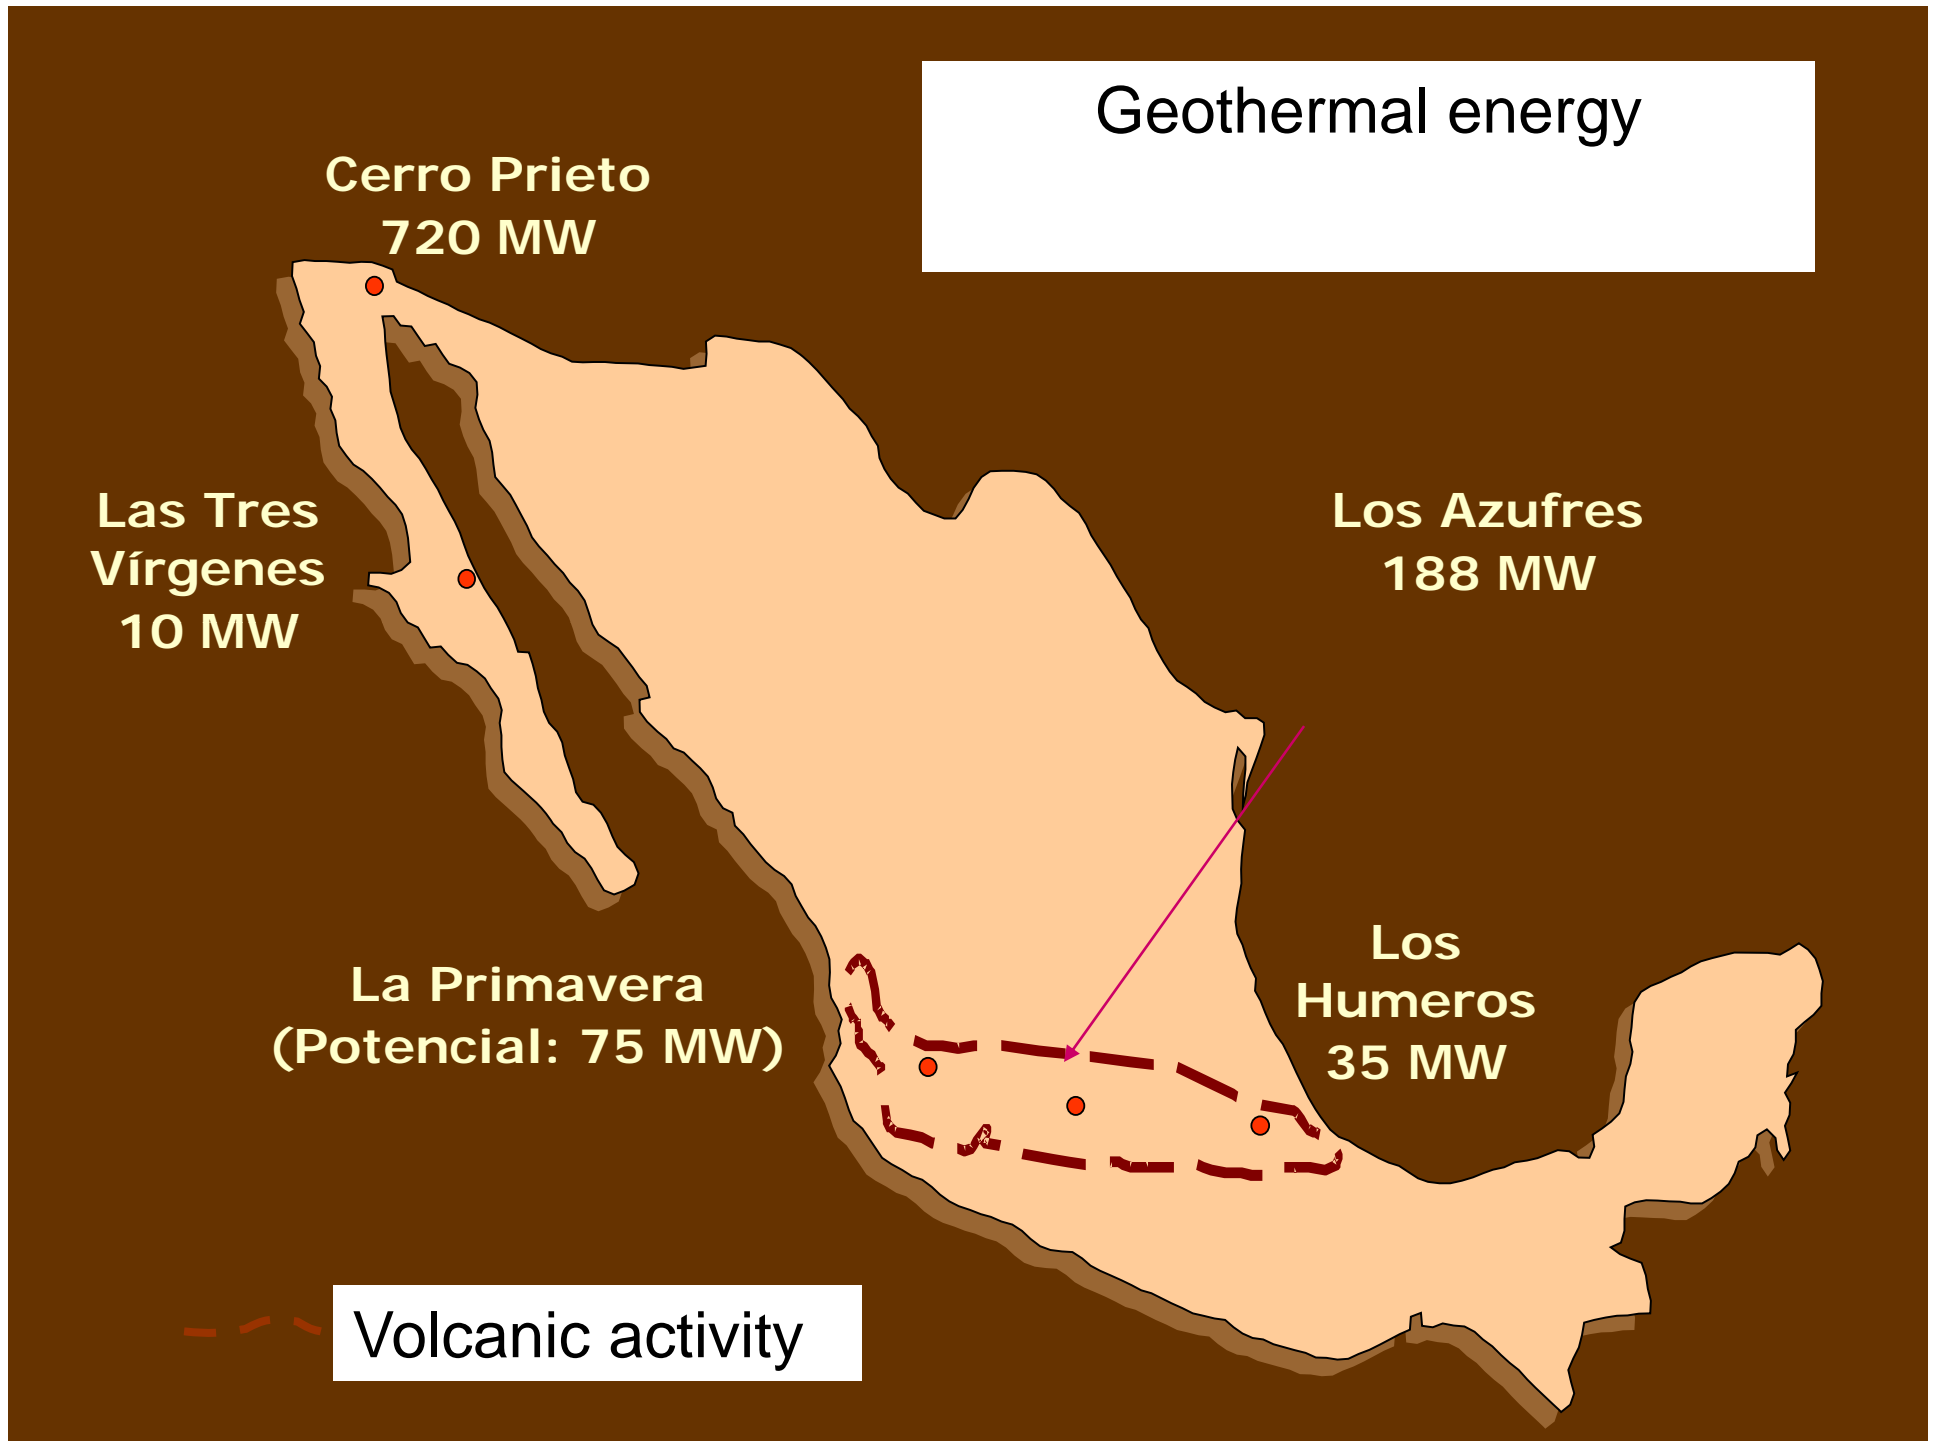 Geothermal energy
Cerro Prieto
720 MW
Las Tres
Vírgenes
10 MW
Los Azufres
188 MW
La Primavera
(Potencial: 75 MW)
Los
Humeros
35 MW
Volcanic activity